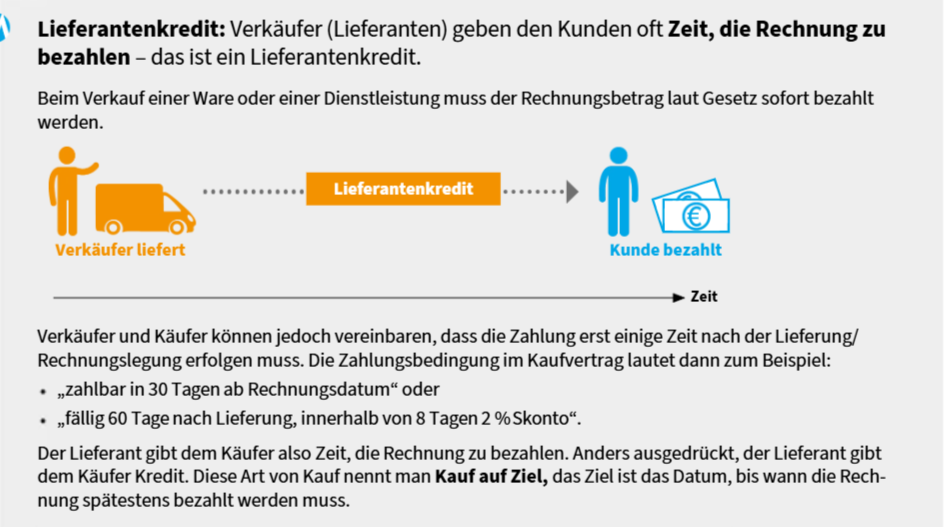 Lieferantenkredit: Verkäufer (Lieferanten) geben den Kunden oft Zeit, die Rechnung zu
bezahlen – das ist ein Lieferantenkredit.
Beim Verkauf einer Ware oder einer Dienstleistung muss der Rechnungsbetrag laut Gesetz sofort bezahlt
werden.
Lieferantenkredit
€
Verkäufer liefert
Kunde bezahlt
Zeit
Verkäufer und Käufer können jedoch vereinbaren, dass die Zahlung erst einige Zeit nach der Lieferung/
Rechnungslegung erfolgen muss. Die Zahlungsbedingung im Kaufvertrag lautet dann zum Beispiel:
• „zahlbar in 30 Tagen ab Rechnungsdatum“ oder
• „fällig 60 Tage nach Lieferung, innerhalb von 8 Tagen 2 % Skonto“.
Der Lieferant gibt dem Käufer also Zeit, die Rechnung zu bezahlen. Anders ausgedrückt, der Lieferant gibt
dem Käufer Kredit. Diese Art von Kauf nennt man Kauf auf Ziel, das Ziel ist das Datum, bis wann die Rech-
nung spätestens bezahlt werden muss.